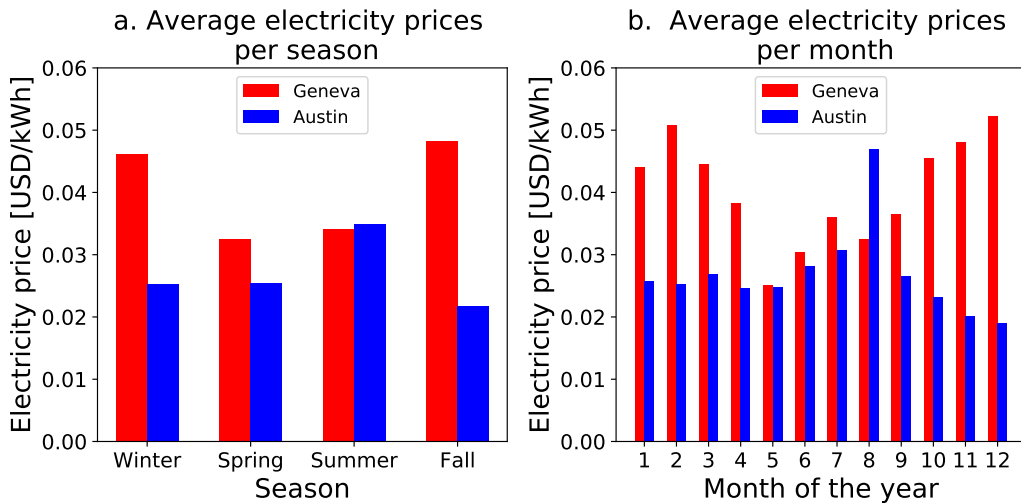 a. Average electricity prices
per season
Electricity price [USD/kWh]
0.06
0.05
0.04
0.03
0.02
0.01
0.00
Geneva
Austin
Winter Spring Summer Fall
Season
b. Average electricity prices
per month
Electricity price [USD/kWh]
0.06
0.05
0.04
0.03
0.02
0.01
0.00
Geneva
Austin
1 2 3 4 5 6 7 8 9 10 11 12
Month of the year